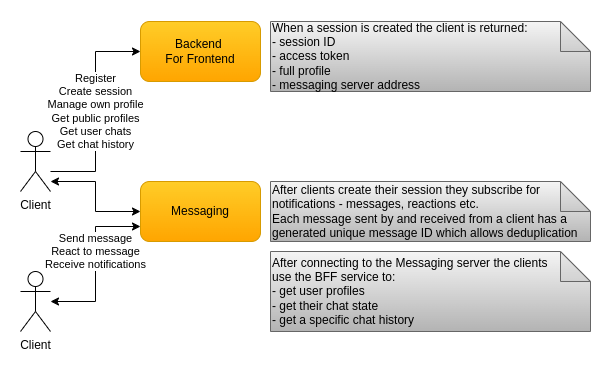 Backend
For Frontend
When a session is created the client is returned:
- session ID
- access token
- full profile
- messaging server address
Register
Create session
Manage own profile
Get public profiles
Get user chats
Get chat history
Client
Messaging
After clients create their session they subscribe for
notifications - messages, reactions etc.
Each message sent by and received from a client has a
generated unique message ID which allows deduplication
Send message
React to message
Receive notifications
After connecting to the Messaging server the clients
use the BFF service to:
- get user profiles
- get their chat state
- get a specific chat history
Client